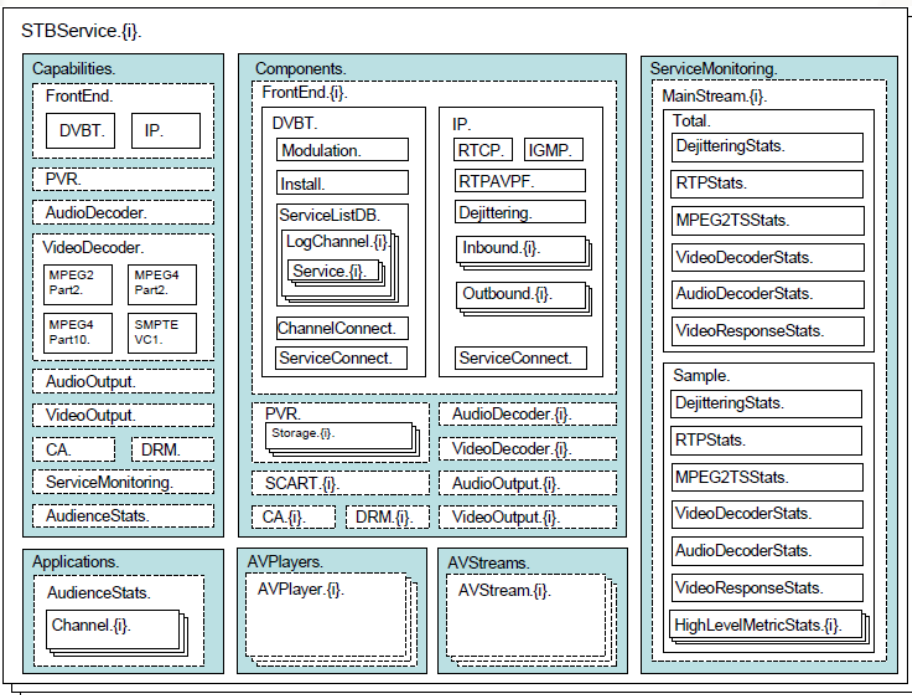 STBService.{i}.
Capabilities.
FrontEnd.
DVBT.
IP.
PVR.
AudioDecoder.
VideoDecoder.
MPEG2
Part2.
MPEG4
Part2.
MPEG4
Part10.
SMPTE
VC1.
AudioOutput.
VideoOutput.
CA.
DRM.
ServiceMonitoring.
AudienceStats.
Components.
FrontEnd.{i}.
DVBT.
Modulation.
Install.
ServiceListDB.
LogChannel.{i}.
Service.{i}.
ChannelConnect.
ServiceConnect.
IP.
RTCP.
IGMP.
RTPAVPF.
Dejittering.
Inbound.{i}.
Outbound.{i}.
ServiceConnect.
PVR.
Storage.{i}.
SCART.{i}.
CA.{i}.
DRM.{i}.
AudioDecoder.{i}.
VideoDecoder.{i}.
AudioOutput.{i}.
VideoOutput.{i}.
ServiceMonitoring.
MainStream.{i}.
Total.
DejitteringStats.
RTPStats.
MPEG2TSStats.
VideoDecoderStats.
AudioDecoderStats.
VideoResponseStats.
Sample.
DejitteringStats.
RTPStats.
MPEG2TSStats.
VideoDecoderStats.
AudioDecoderStats.
VideoResponseStats.
HighLevelMetricStats.{i}.
Applications.
AudienceStats.
Channel.{i}.
AVPlayers.
AVPlayer.{i}.
AVStreams.
AVStream.{i}.